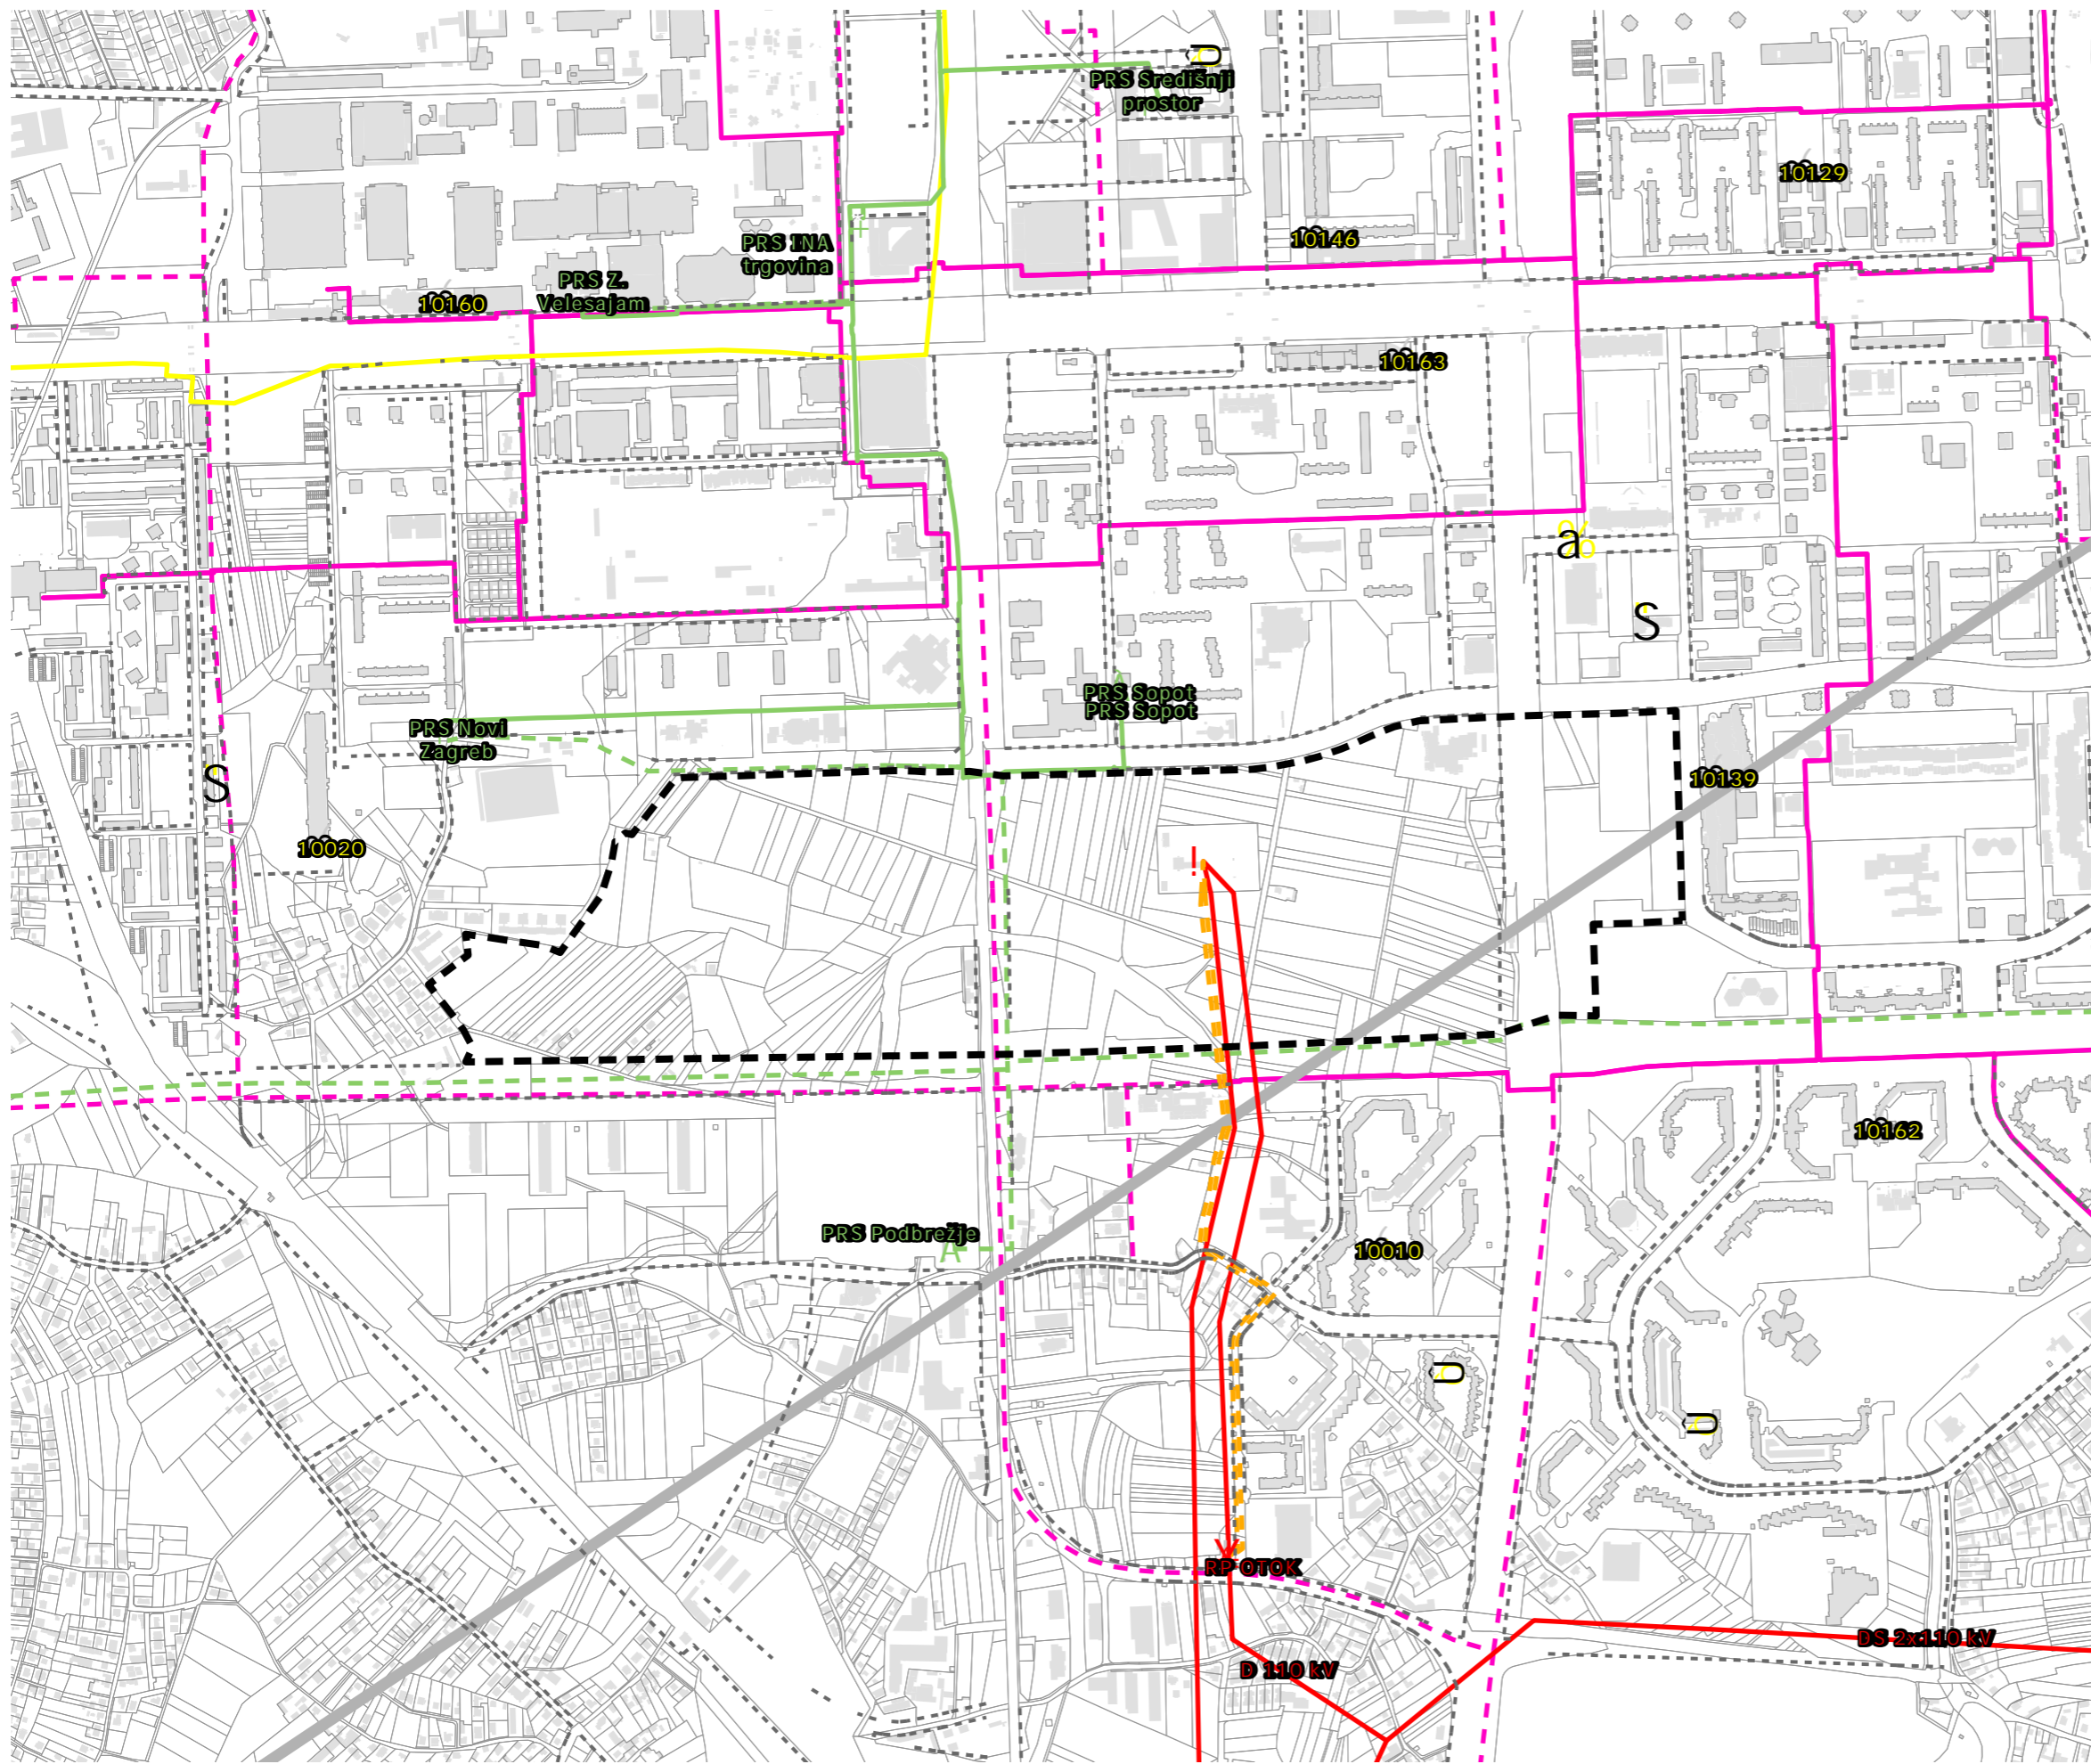 PRS Središnji
prostor
10129
PRS INA
trgovina
10146
PRS Z.
Velesajam
10160
10163
a
S
PRS Sopot
PRS Sopot
PRS Novi
Zagreb
S
10139
10020
!
10162
PRS Podbrežje
A
10010
RP OTOK
DS 2x110 kV
D 110 kV